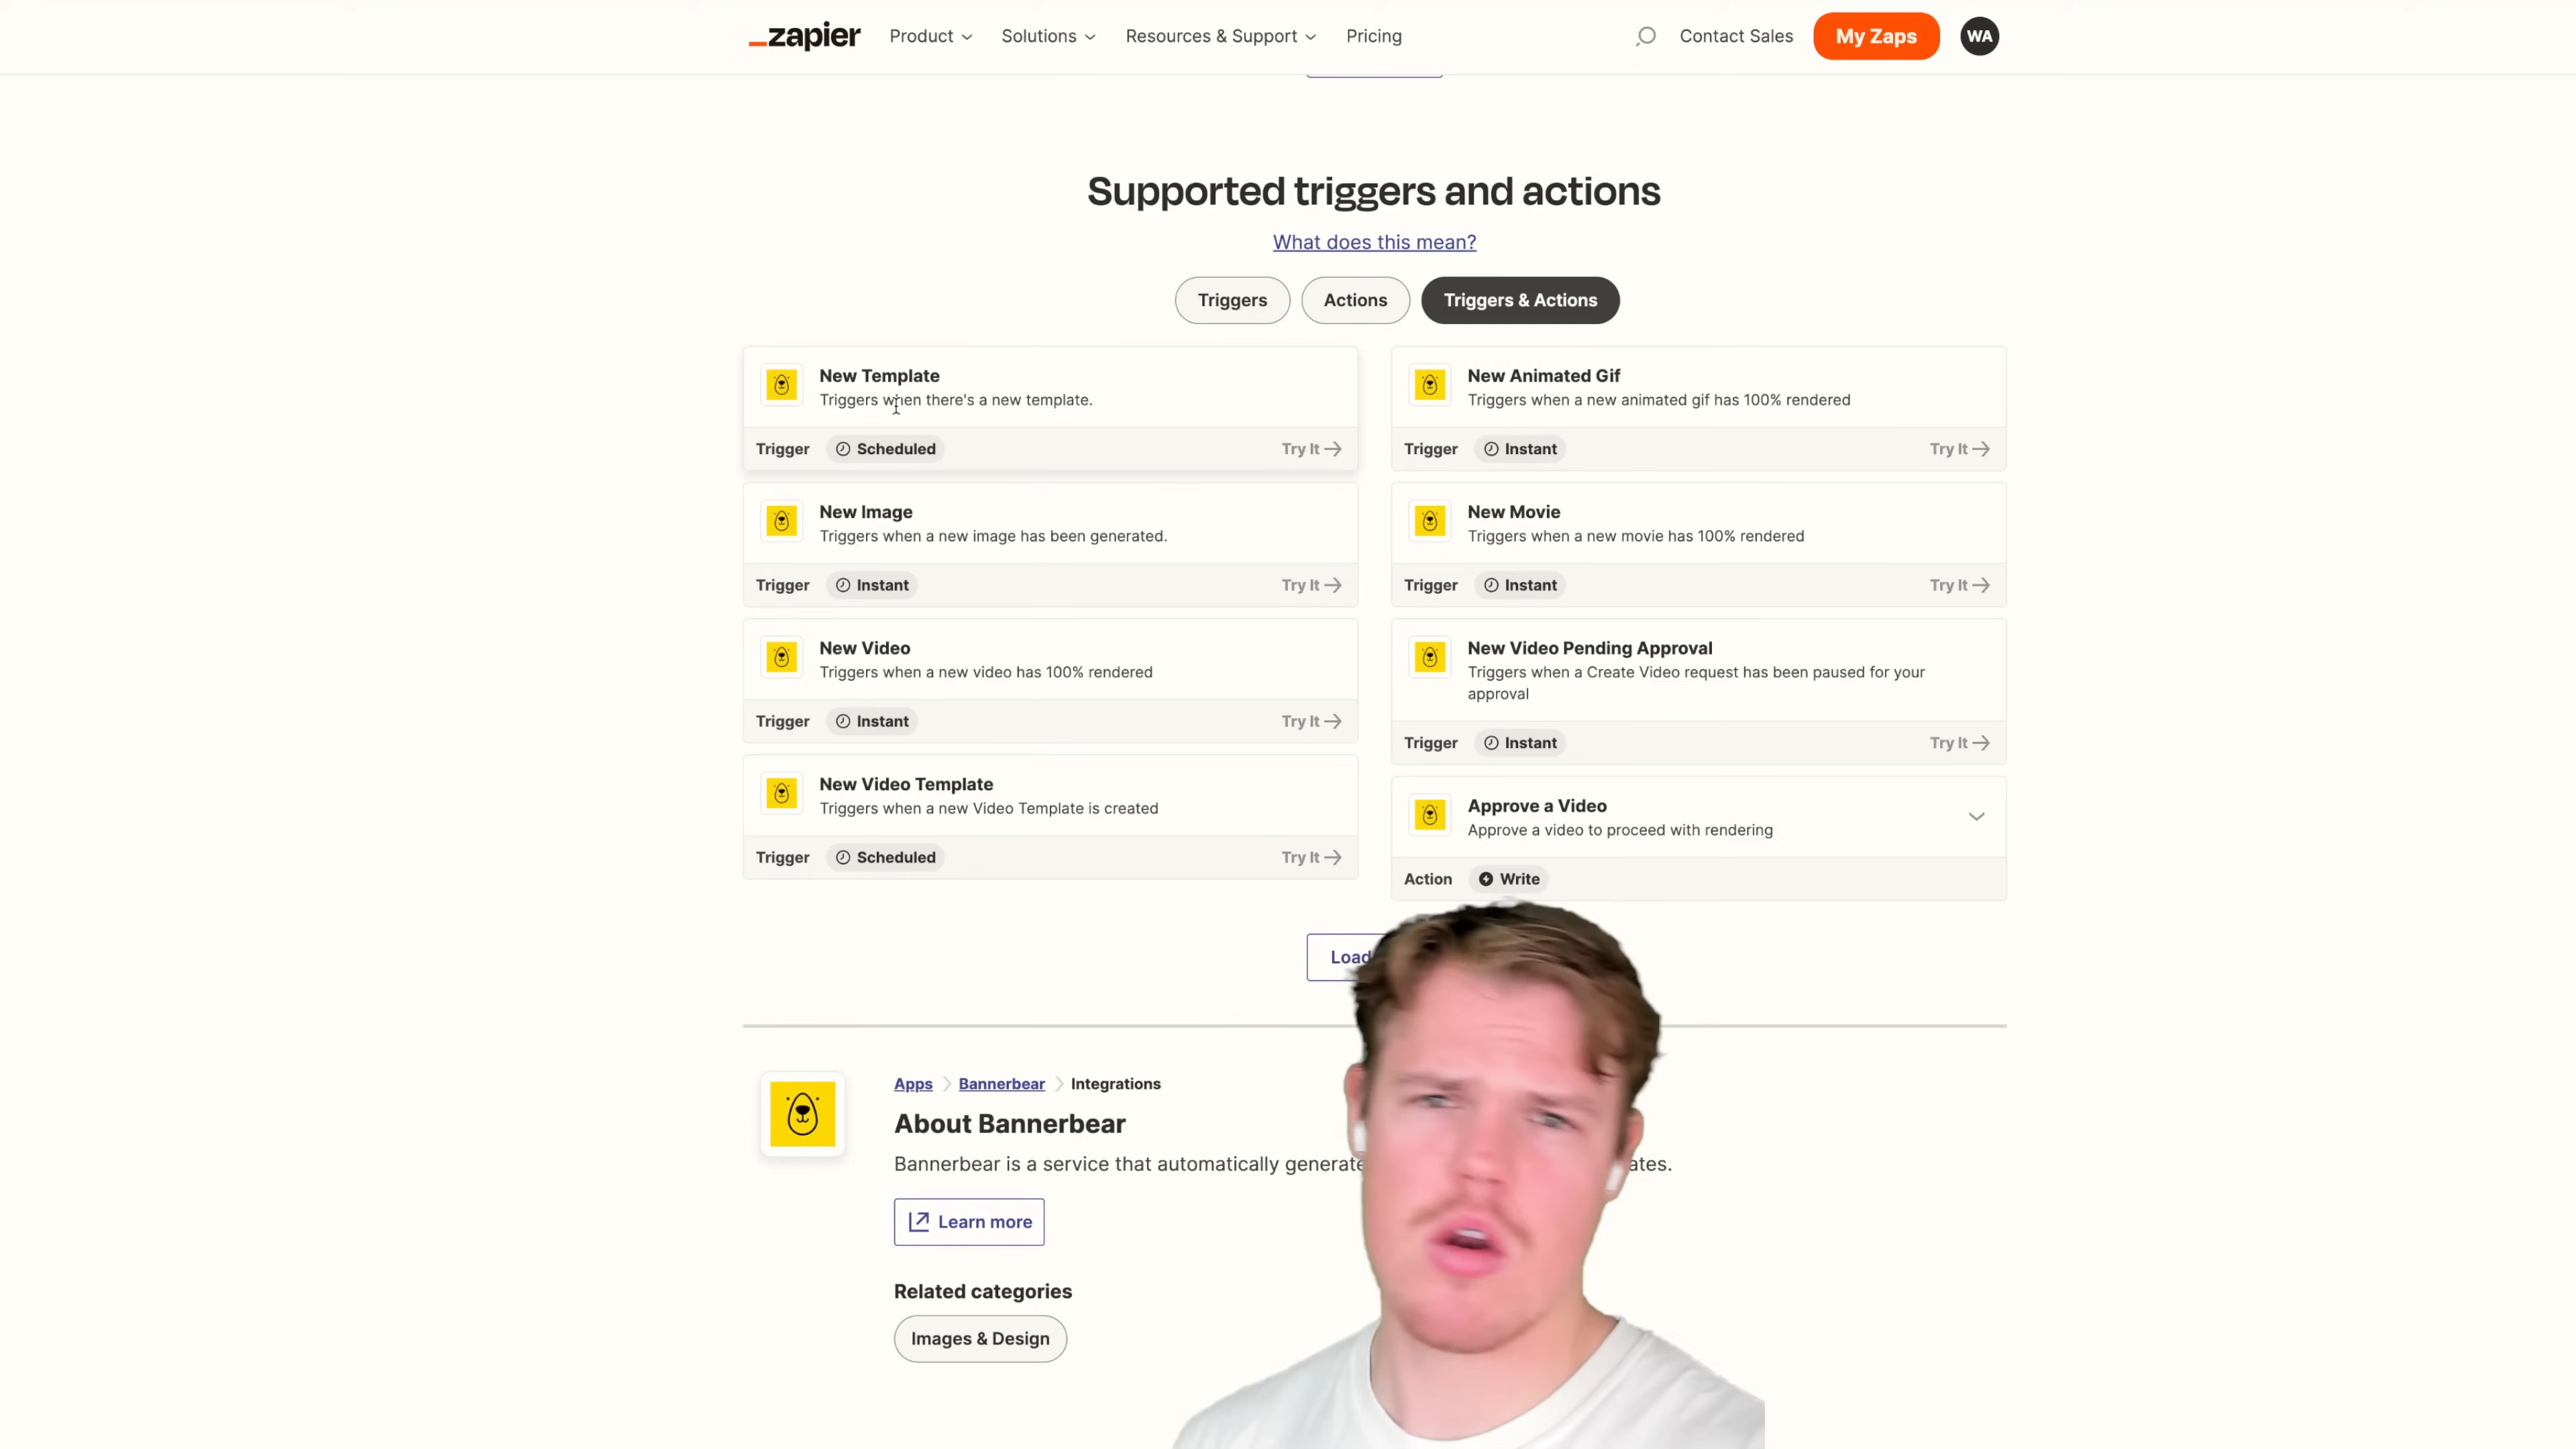 zapier
Product
Solutions
Resources & Support
Pricing
Contact Sales
My Zaps
WA
Supported triggers and actions
What does this mean?
Triggers
Actions
Triggers & Actions
New Template
Triggers when there's a new template.
Trigger
Scheduled
Try It
New Animated Gif
Triggers when a new animated gif has 100% rendered
Trigger
Instant
Try It
New Image
Triggers when a new image has been generated.
Trigger
Instant
Try It
New Movie
Triggers when a new movie has 100% rendered
Trigger
Instant
Try It
New Video
Triggers when a new video has 100% rendered
Trigger
Instant
Try It
New Video Pending Approval
Triggers when a Create Video request has been paused for your
approval
Trigger
Instant
Try It
New Video Template
Triggers when a new Video Template is created
Trigger
Scheduled
Try It
Approve a Video
Approve a video to proceed with rendering
Action
Write
Load
Apps
Bannerbear
Integrations
About Bannerbear
Bannerbear is a service that automatically
Learn more
Related categories
Images & Design